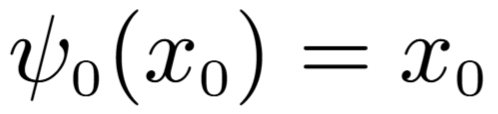 ψ₀(x₀) = x₀